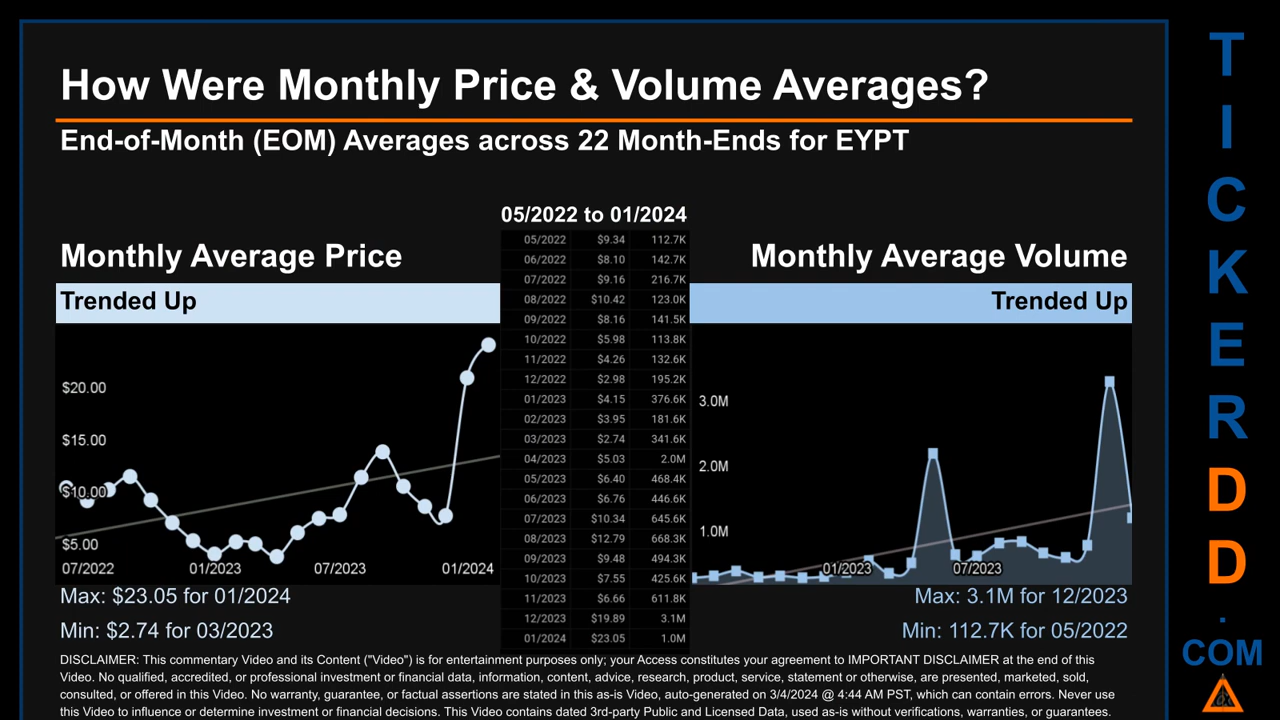 How Were Monthly Price & Volume Averages?
End-of-Month (EOM) Averages across 22 Month-Ends for EYPT
05/2022 to 01/2024
Monthly Average Price
Trended Up
$20.00
$15.00
$10.00
$5.00
07/2022 01/2023 07/2023 01/2024
Max: $23.05 for 01/2024
Min: $2.74 for 03/2023
05/2022 $9.34 112.7K
06/2022 $8.10 142.7K
07/2022 $9.16 216.7K
08/2022 $10.42 123.0K
09/2022 $8.16 141.5K
10/2022 $5.98 113.8K
11/2022 $4.26 132.6K
12/2022 $2.98 195.2K
01/2023 $4.15 376.6K
02/2023 $3.95 181.6K
03/2023 $2.74 341.6K
04/2023 $5.03 2.0M
05/2023 $6.40 468.4K
06/2023 $6.76 446.6K
07/2023 $10.34 645.6K
08/2023 $12.79 668.3K
09/2023 $9.48 494.3K
10/2023 $7.55 425.6K
11/2023 $6.66 611.8K
12/2023 $19.89 3.1M
01/2024 $23.05 1.0M
Monthly Average Volume
Trended Up
3.0M
2.0M
1.0M
01/2023 07/2023
Max: 3.1M for 12/2023
Min: 112.7K for 05/2022
DISCLAIMER: This commentary Video and its Content ("Video") is for entertainment purposes only; your Access constitutes your agreement to IMPORTANT DISCLAIMER at the end of this
Video. No qualified, accredited, or professional investment or financial data, information, content, advice, research, product, service, statement or otherwise, are presented, marketed, sold,
consulted, or offered in this Video. No warranty, guarantee, or factual assertions are stated in this as-is Video, auto-generated on 3/4/2024 @ 4:44 AM PST, which can contain errors. Never use
this Video to influence or determine investment or financial decisions. This Video contains dated 3rd-party Public and Licensed Data, used as-is without verifications, warranties, or guarantees.
T
I
C
K
E
R
D
D
.
COM